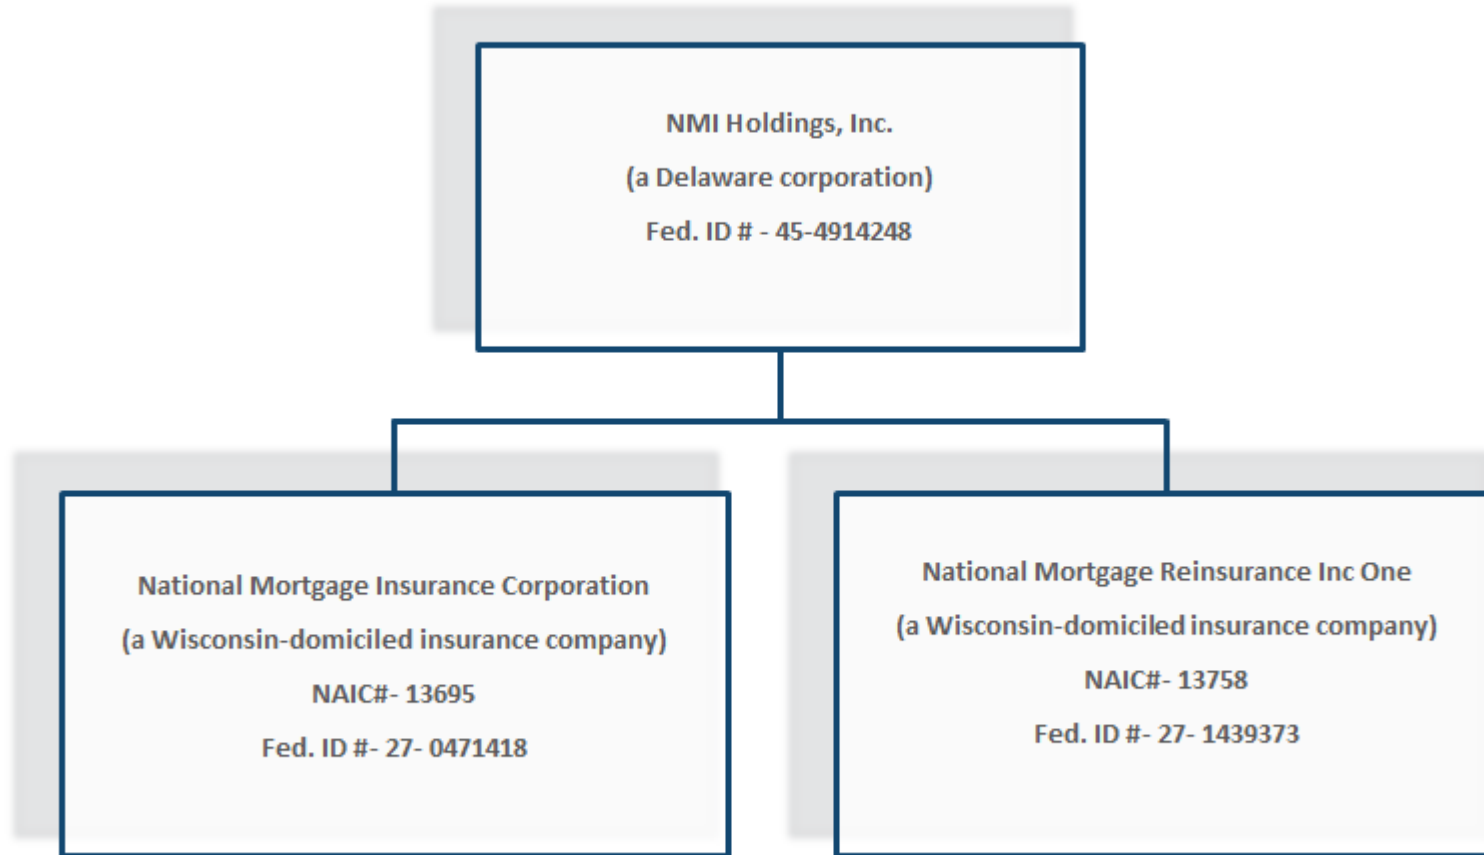 NMI Holdings, Inc.
(a Delaware corporation)
Fed. ID # - 45-4914248
National Mortgage Insurance Corporation
(a Wisconsin-domiciled insurance company)
NAIC#- 13695
Fed. ID #- 27- 0471418
National Mortgage Reinsurance Inc One
(a Wisconsin-domiciled insurance company)
NAIC#- 13758
Fed. ID #- 27- 1439373